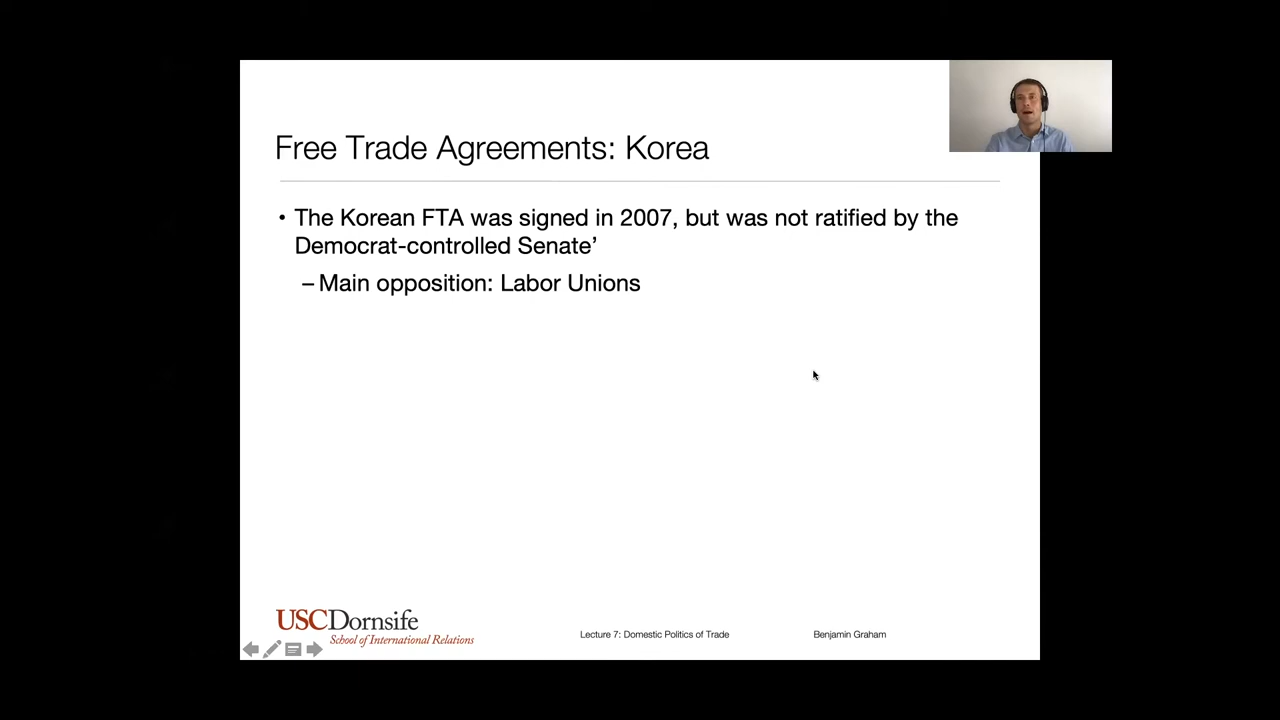 Free Trade Agreements: Korea
• The Korean FTA was signed in 2007, but was not ratified by the
Democrat-controlled Senate’
– Main opposition: Labor Unions
USCDornsife
School of International Relations
Lecture 7: Domestic Politics of Trade
Benjamin Graham